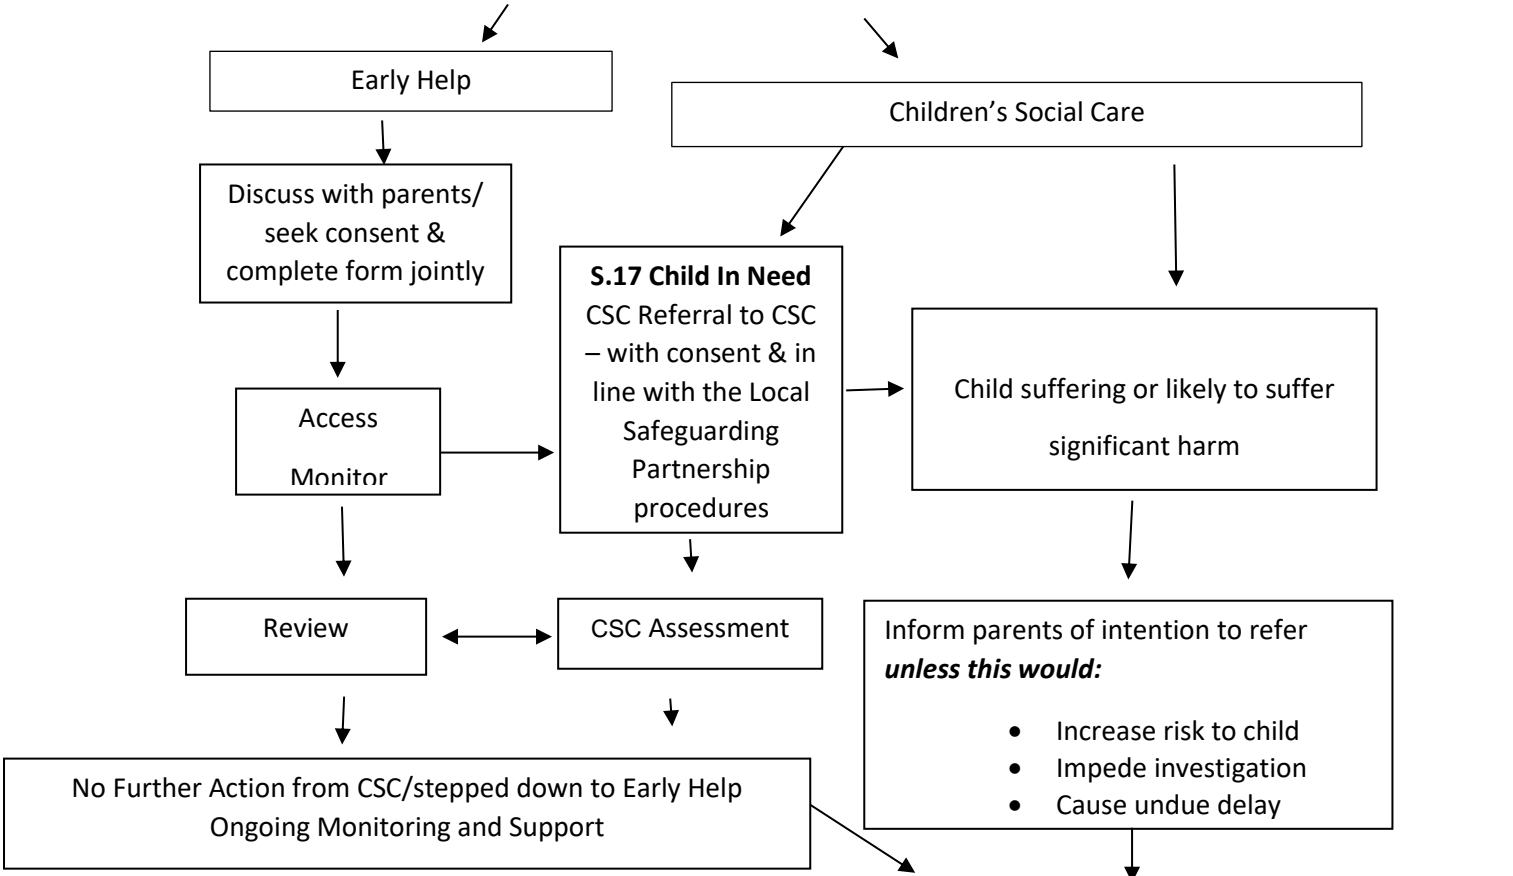 Early Help
Children’s Social Care
Discuss with parents/
seek consent &
complete form jointly
S.17 Child In Need
CSC Referral to CSC
– with consent & in
line with the Local
Safeguarding
Partnership
procedures
Access
Monitor
Child suffering or likely to suffer
significant harm
Review
CSC Assessment
Inform parents of intention to refer
unless this would:
• Increase risk to child
• Impede investigation
• Cause undue delay
No Further Action from CSC/stepped down to Early Help
Ongoing Monitoring and Support